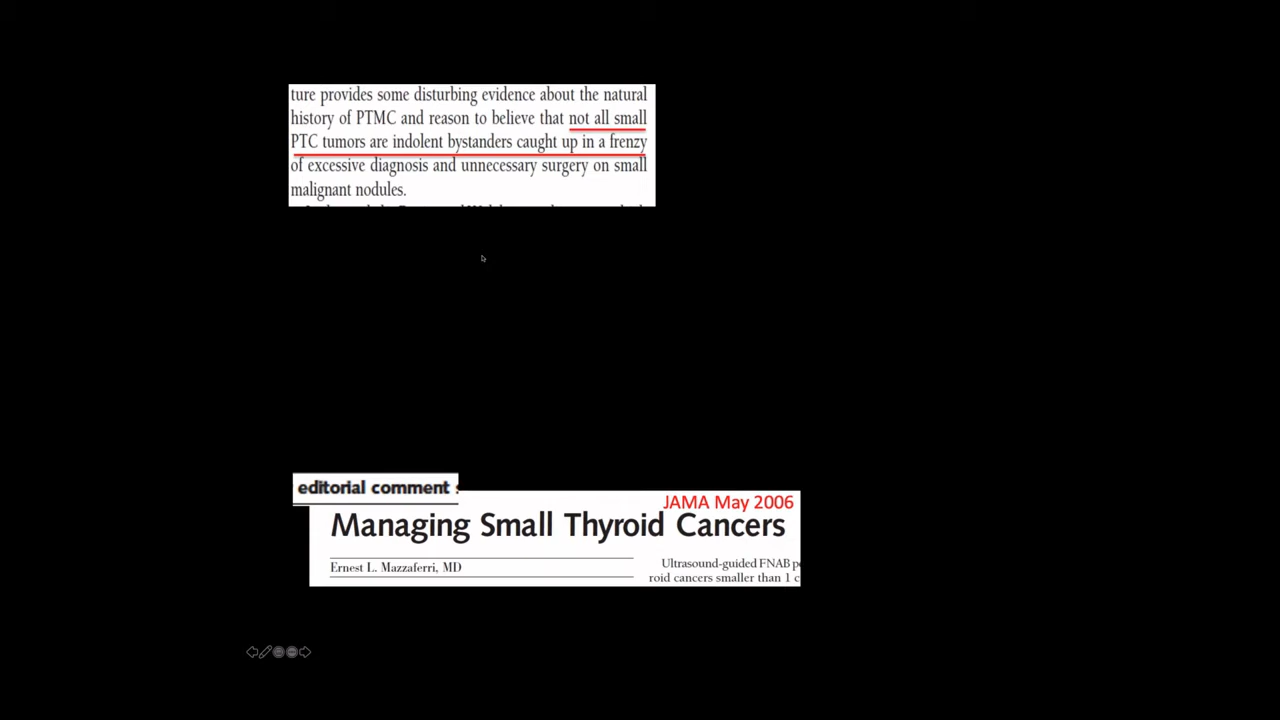 ture provides some disturbing evidence about the natural
history of PTMC and reason to believe that not all small
PTC tumors are indolent bystanders caught up in a frenzy
of excessive diagnosis and unnecessary surgery on small
malignant nodules.
editorial comment
JAMA May 2006
Managing Small Thyroid Cancers
Ernest L. Mazzaferri, MD
Ultrasound-guided FNAB
roid cancers smaller than 1